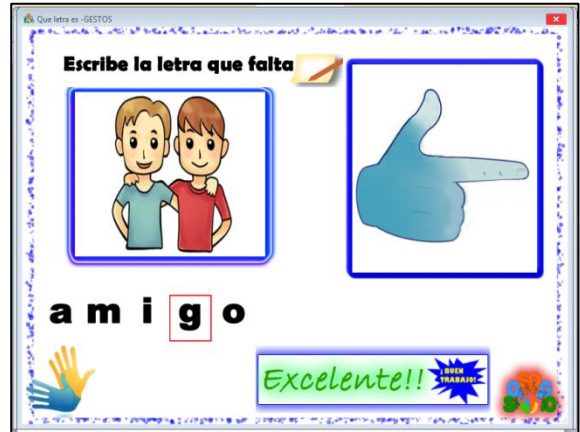 Que letra es -GESTOS
Escribe la letra que falta
a m i g o
Excelente!!
¡ BUEN
TRABAJO!